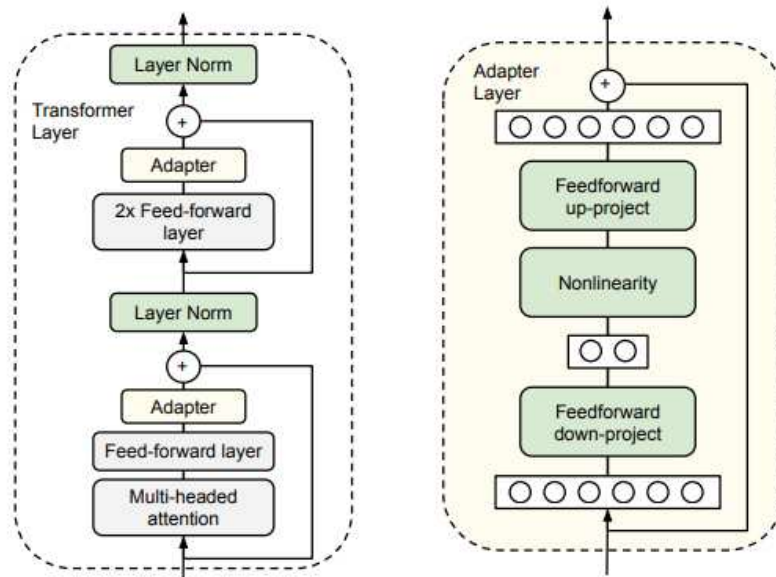 Layer Norm
Transformer
Layer
+
Adapter
2x Feed-forward
layer
Layer Norm
+
Adapter
Feed-forward layer
Multi-headed
attention
Adapter
Layer
+
Feedforward
up-project
Nonlinearity
Feedforward
down-project